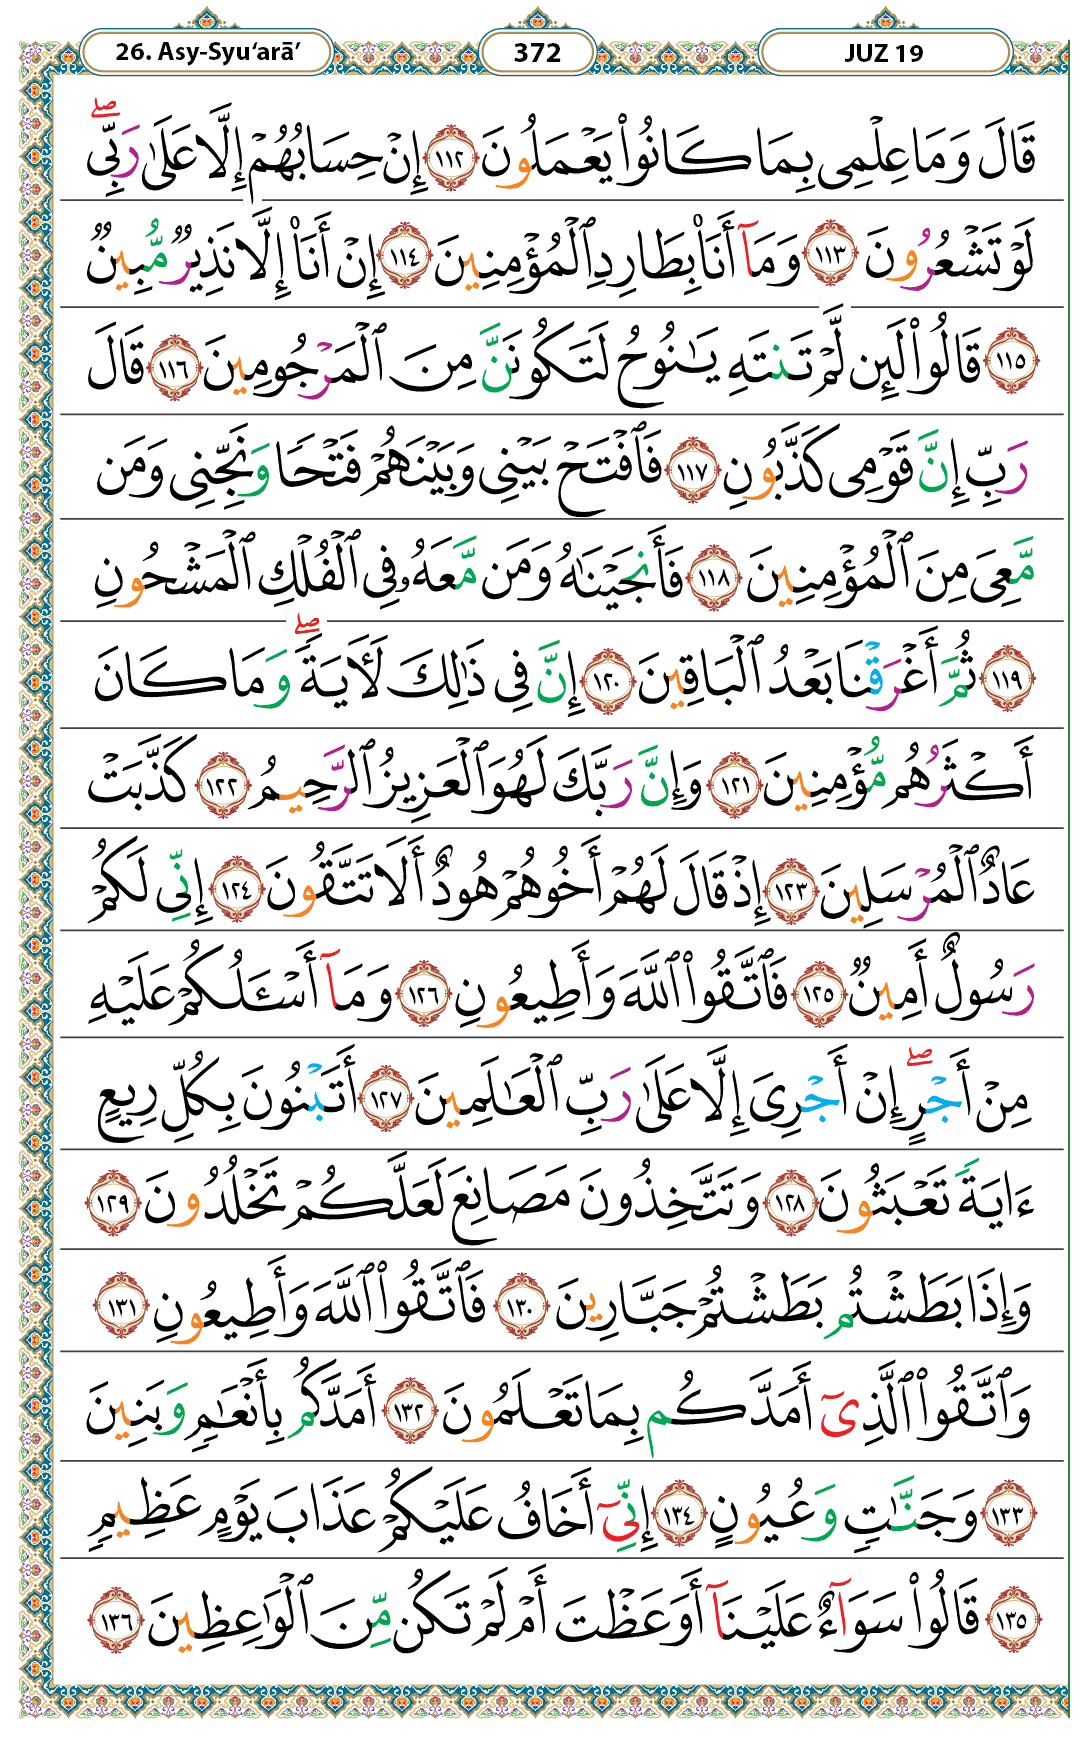 26. Asy-Syu‘arā’ 372 JUZ 19
قَالَ وَمَا عِلْمِى بِمَا كَانُوا۟ يَعْمَلُونَ ١١٢ إِنْ حِسَابُهُمْ إِلَّا عَلَىٰ رَبِّى ۖ
لَوْ تَشْعُرُونَ ١١٣ وَمَآ أَنَا۠ بِطَارِدِ ٱلْمُؤْمِنِينَ ١١٤ إِنْ أَنَا۠ إِلَّا نَذِيرٌ مُّبِينٌ
١١٥ قَالُوا۟ لَئِن لَّمْ تَنتَهِ يَـٰنُوحُ لَتَكُونَنَّ مِنَ ٱلْمَرْجُومِينَ ١١٦ قَالَ
رَبِّ إِنَّ قَوْمِى كَذَّبُونِ ١١٧ فَٱفْتَحْ بَيْنِى وَبَيْنَهُمْ فَتْحًا وَنَجِّنِى وَمَن
مَّعِىَ مِنَ ٱلْمُؤْمِنِينَ ١١٨ فَأَنجَيْنَـٰهُ وَمَن مَّعَهُۥ فِى ٱلْفُلْكِ ٱلْمَشْحُونِ
١١٩ ثُمَّ أَغْرَقْنَا بَعْدُ ٱلْبَاقِينَ ١٢٠ إِنَّ فِى ذَٰلِكَ لَـَٔايَةً ۖ وَمَا كَانَ
أَكْثَرُهُم مُّؤْمِنِينَ ١٢١ وَإِنَّ رَبَّكَ لَهُوَ ٱلْعَزِيزُ ٱلرَّحِيمُ ١٢٢ كَذَّبَتْ
عَادٌ ٱلْمُرْسَلِينَ ١٢٣ إِذْ قَالَ لَهُمْ أَخُوهُمْ هُودٌ أَلَا تَتَّقُونَ ١٢٤ إِنِّى لَكُمْ
رَسُولٌ أَمِينٌ ١٢٥ فَٱتَّقُوا۟ ٱللَّهَ وَأَطِيعُونِ ١٢٦ وَمَآ أَسْـَٔلُكُمْ عَلَيْهِ
مِنْ أَجْرٍ ۖ إِنْ أَجْرِىَ إِلَّا عَلَىٰ رَبِّ ٱلْعَـٰلَمِينَ ١٢٧ أَتَبْنُونَ بِكُلِّ رِيعٍ
ءَايَةً تَعْبَثُونَ ١٢٨ وَتَتَّخِذُونَ مَصَانِعَ لَعَلَّكُمْ تَخْلُدُونَ ١٢٩
وَإِذَا بَطَشْتُم بَطَشْتُمْ جَبَّارِينَ ١٣٠ فَٱتَّقُوا۟ ٱللَّهَ وَأَطِيعُونِ ١٣١
وَٱتَّقُوا۟ ٱلَّذِىٓ أَمَدَّكُم بِمَا تَعْلَمُونَ ١٣٢ أَمَدَّكُم بِأَنْعَـٰمٍ وَبَنِينَ
١٣٣ وَجَنَّـٰتٍ وَعُيُونٍ ١٣٤ إِنِّىٓ أَخَافُ عَلَيْكُمْ عَذَابَ يَوْمٍ عَظِيمٍ
١٣٥ قَالُوا۟ سَوَآءٌ عَلَيْنَآ أَوَعَظْتَ أَمْ لَمْ تَكُن مِّنَ ٱلْوَٰعِظِينَ ١٣٦